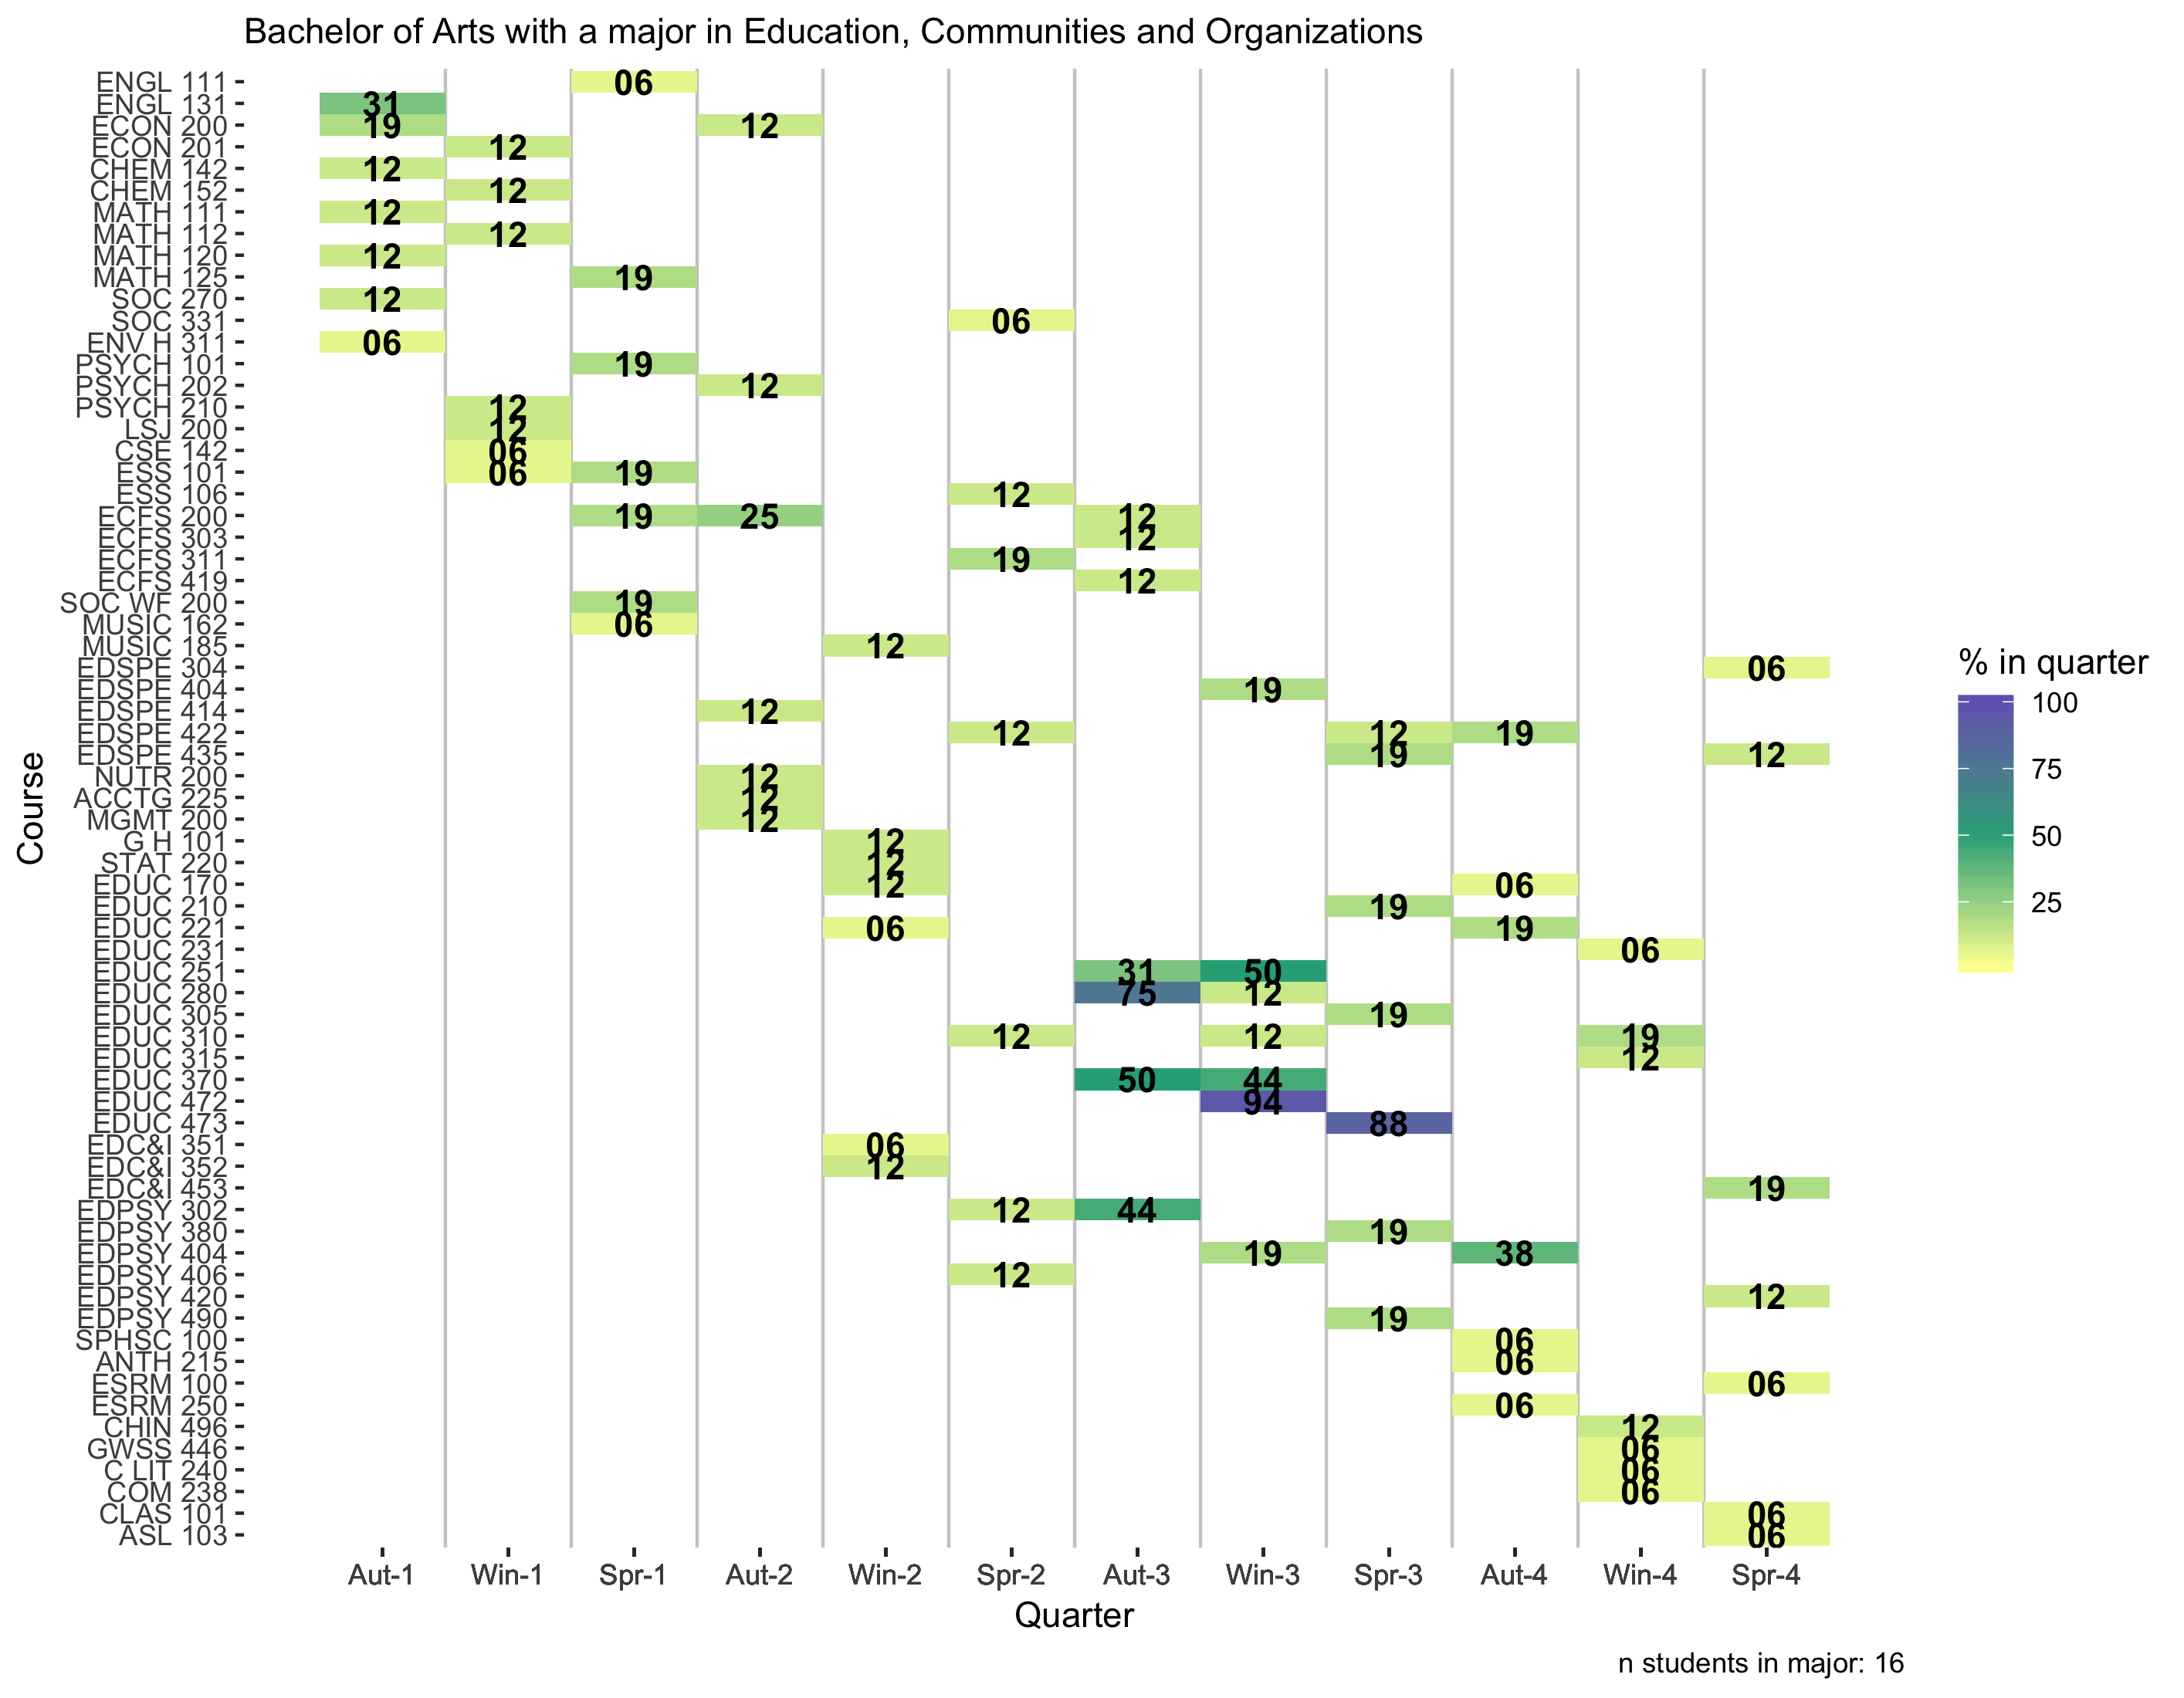 Bachelor of Arts with a major in Education, Communities and Organizations
ENGL 111 06
ENGL 131 31
ECON 200 19 12
ECON 201 12
CHEM 142 12
CHEM 152 12
MATH 111 12
MATH 112 12
MATH 120 12
MATH 125 19
SOC 270 12
SOC 331 06
ENV H 311 06
PSYCH 101 19
PSYCH 202 12
PSYCH 210 12
LSJ 200 12
CSE 142 06
ESS 101 06 19
ESS 106 12
ECFS 200 19 25 12
ECFS 303 12
ECFS 311 19
ECFS 419 12
SOC WF 200 19
MUSIC 162 06
MUSIC 185 12
EDSPE 304 06
EDSPE 404 19
EDSPE 414 12
EDSPE 422 12 12 19
EDSPE 435 19 12
NUTR 200 12
ACCTG 225 12
MGMT 200 12
G H 101 12
STAT 220 12
EDUC 170 12 06
EDUC 210 19
EDUC 221 06 19
EDUC 231 06
EDUC 251 31 50
EDUC 280 75 12
EDUC 305 19
EDUC 310 12 12 19
EDUC 315 12
EDUC 370 50 44
EDUC 472 94
EDUC 473 88
EDC&I 351 06
EDC&I 352 12
EDC&I 453 19
EDPSY 302 12 44
EDPSY 380 19
EDPSY 404 19 38
EDPSY 406 12
EDPSY 420 12
EDPSY 490 19
SPHSC 100 06
ANTH 215 06
ESRM 100 06
ESRM 250 06
CHIN 496 12
GWSS 446 06
C LIT 240 06
COM 238 06
CLAS 101 06
ASL 103 06
Course
Aut-1 Win-1 Spr-1 Aut-2 Win-2 Spr-2 Aut-3 Win-3 Spr-3 Aut-4 Win-4 Spr-4
Quarter
% in quarter
100
75
50
25
n students in major: 16